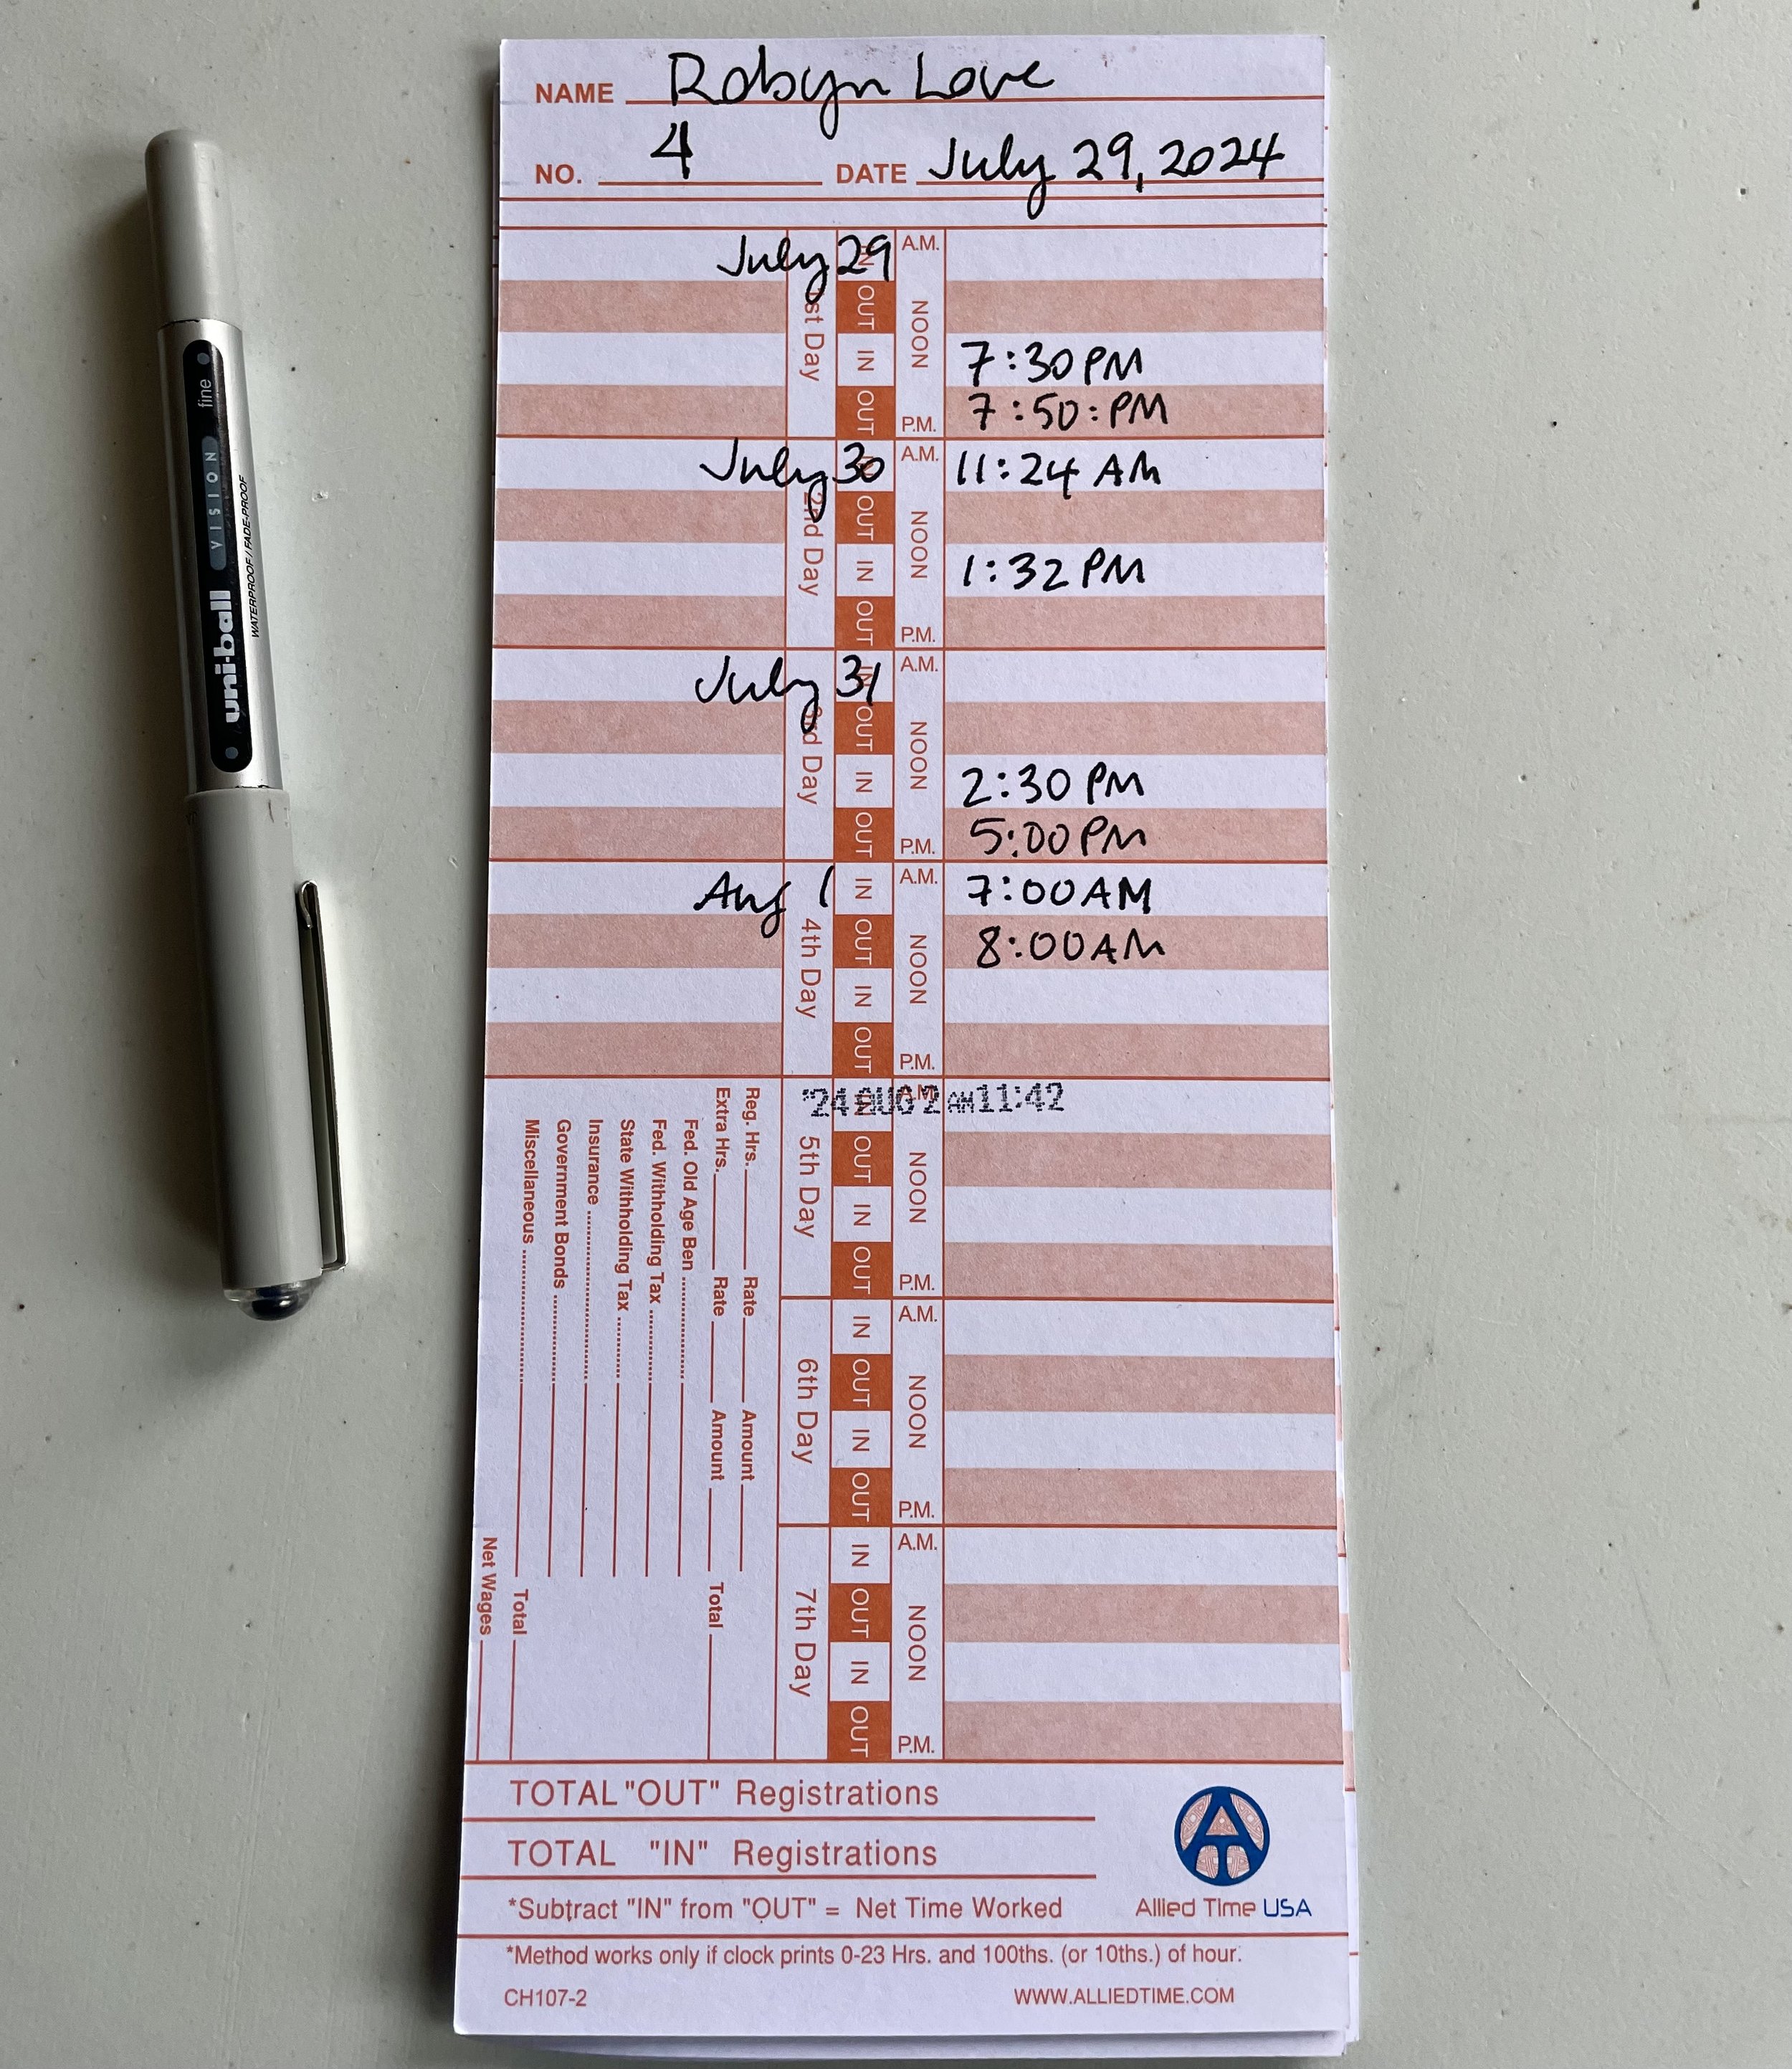 NAME Robyn Love
NO. 4 DATE July 29, 2024
July 29 A.M.
1st Day OUT IN OUT NOON P.M.
7:30 PM
7:50: PM
July 30 A.M. 11:24 AM
2nd Day OUT IN OUT NOON P.M.
1:32 PM
July 31 A.M.
3rd Day OUT IN OUT NOON P.M.
2:30 PM
5:00 PM
Aug 1 IN A.M. 7:00 AM
4th Day OUT IN OUT NOON P.M.
8:00 AM
'24 AUG 2 AM 11:42
5th Day OUT IN OUT NOON P.M.
6th Day IN OUT IN OUT A.M. NOON P.M.
7th Day IN OUT IN OUT A.M. NOON P.M.
Reg. Hrs. Rate Amount
Extra Hrs. Rate Amount Total
Fed. Old Age Ben
Fed. Withholding Tax
State Withholding Tax
Insurance
Government Bonds
Miscellaneous Total
Net Wages
TOTAL "OUT" Registrations
TOTAL "IN" Registrations
*Subtract "IN" from "OUT" = Net Time Worked
Allied Time USA
*Method works only if clock prints 0-23 Hrs. and 100ths. (or 10ths.) of hour.
CH107-2 WWW.ALLIEDTIME.COM
uni-ball VISION fine
WATERPROOF / FADE-PROOF